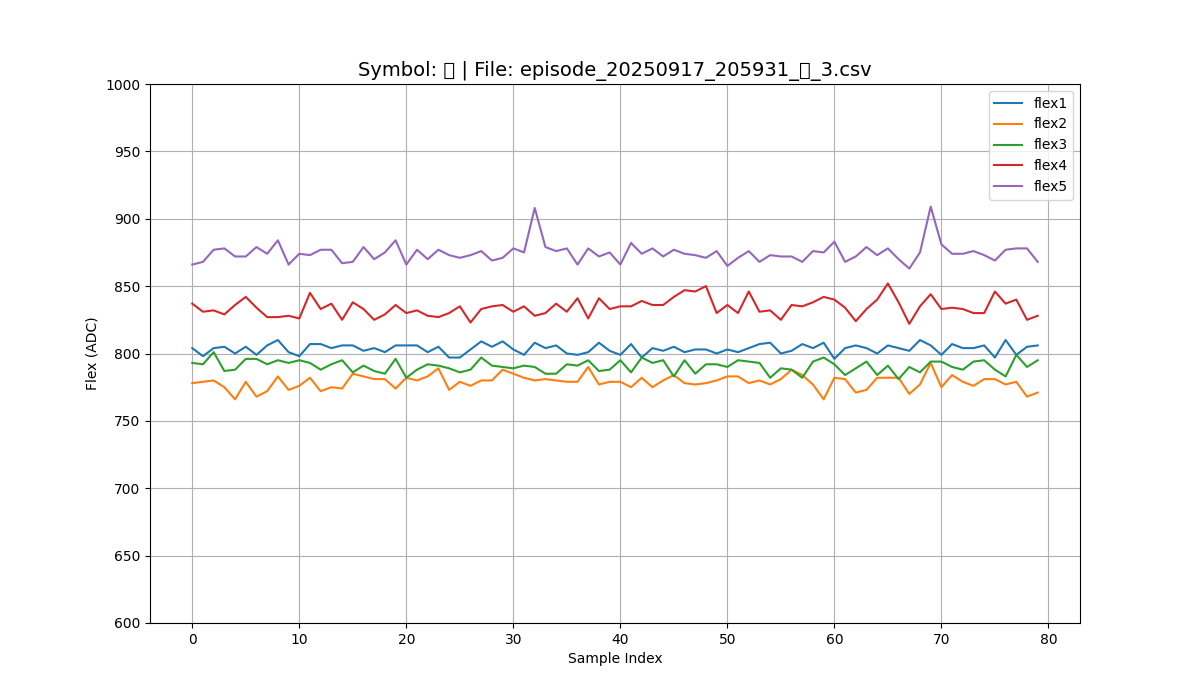 Symbol: ▯ | File: episode_20250917_205931_▯_3.csv
1000
950
900
850
800
750
700
650
600
Flex (ADC)
0 10 20 30 40 50 60 70 80
Sample Index
flex1
flex2
flex3
flex4
flex5